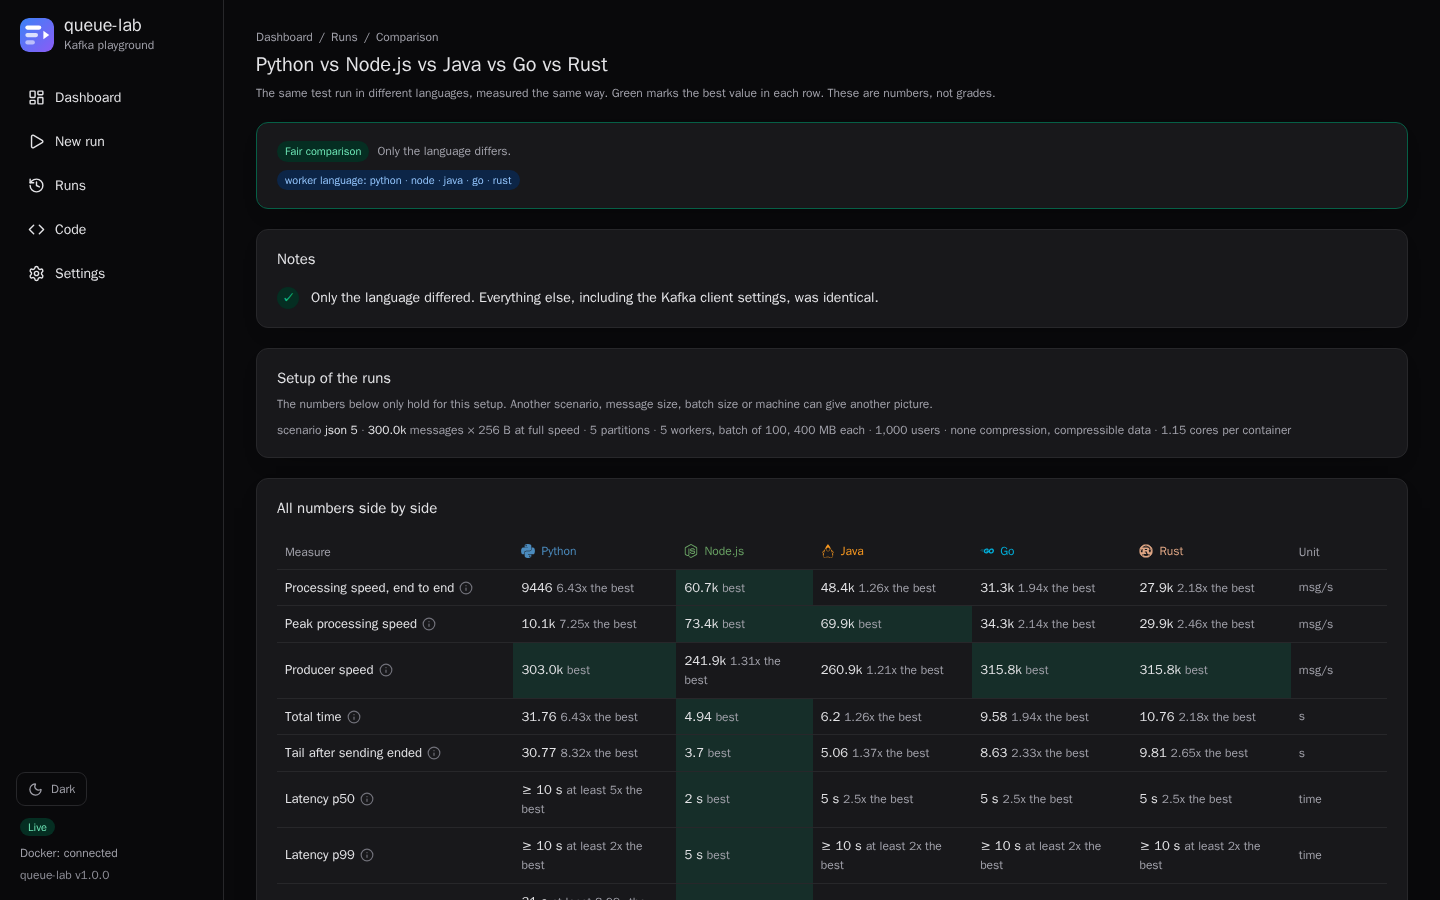 queue-lab
Kafka playground
Dashboard
New run
Runs
Code
Settings
Dark
Live
Docker: connected
queue-lab v1.0.0
Dashboard / Runs / Comparison
Python vs Node.js vs Java vs Go vs Rust
The same test run in different languages, measured the same way. Green marks the best value in each row. These are numbers, not grades.
Fair comparison Only the language differs.
worker language: python · node · java · go · rust
Notes
Only the language differed. Everything else, including the Kafka client settings, was identical.
Setup of the runs
The numbers below only hold for this setup. Another scenario, message size, batch size or machine can give another picture.
scenario json 5 · 300.0k messages × 256 B at full speed · 5 partitions · 5 workers, batch of 100, 400 MB each · 1,000 users · none compression, compressible data · 1.15 cores per container
All numbers side by side
Measure Python Node.js Java Go Rust Unit
Processing speed, end to end 9446 6.43x the best 60.7k best 48.4k 1.26x the best 31.3k 1.94x the best 27.9k 2.18x the best msg/s
Peak processing speed 10.1k 7.25x the best 73.4k best 69.9k best 34.3k 2.14x the best 29.9k 2.46x the best msg/s
Producer speed 303.0k best 241.9k 1.31x the best 260.9k 1.21x the best 315.8k best 315.8k best msg/s
Total time 31.76 6.43x the best 4.94 best 6.2 1.26x the best 9.58 1.94x the best 10.76 2.18x the best s
Tail after sending ended 30.77 8.32x the best 3.7 best 5.06 1.37x the best 8.63 2.33x the best 9.81 2.65x the best s
Latency p50 ≥ 10 s at least 5x the best 2 s best 5 s 2.5x the best 5 s 2.5x the best 5 s 2.5x the best time
Latency p99 ≥ 10 s at least 2x the best 5 s best ≥ 10 s at least 2x the best ≥ 10 s at least 2x the best ≥ 10 s at least 2x the best time